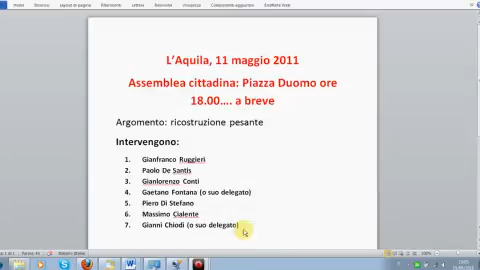 L'Aquila, 11 maggio 2011
Assemblea cittadina: Piazza Duomo ore
18.00…. a breve
Argomento: ricostruzione pesante
Intervengono:
1. Gianfranco Ruggieri
2. Paolo De Santis
3. Gianlorenzo Conti
4. Gaetano Fontana (o suo delegato)
5. Piero Di Stefano
6. Massimo Cialente
7. Gianni Chiodi (o suo delegato)